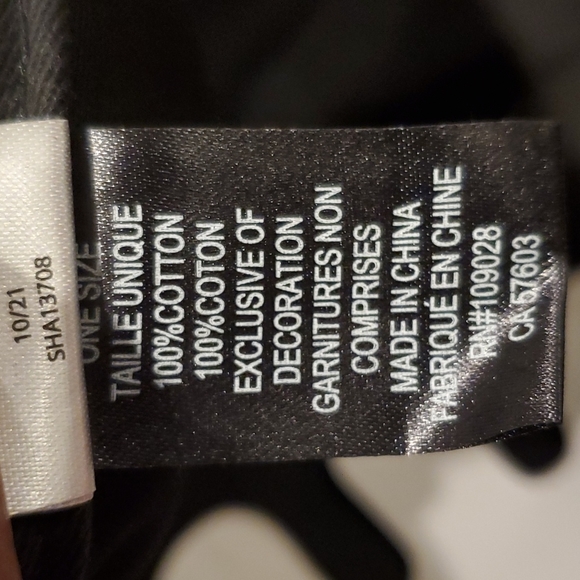 10/21
SHA13708
ONE SIZE
TAILLE UNIQUE
100%COTTON
100%COTON
EXCLUSIVE OF
DECORATION
GARNITURES NON
COMPRISES
MADE IN CHINA
FABRIQUÉ EN CHINE
RN#109028
CA 57603